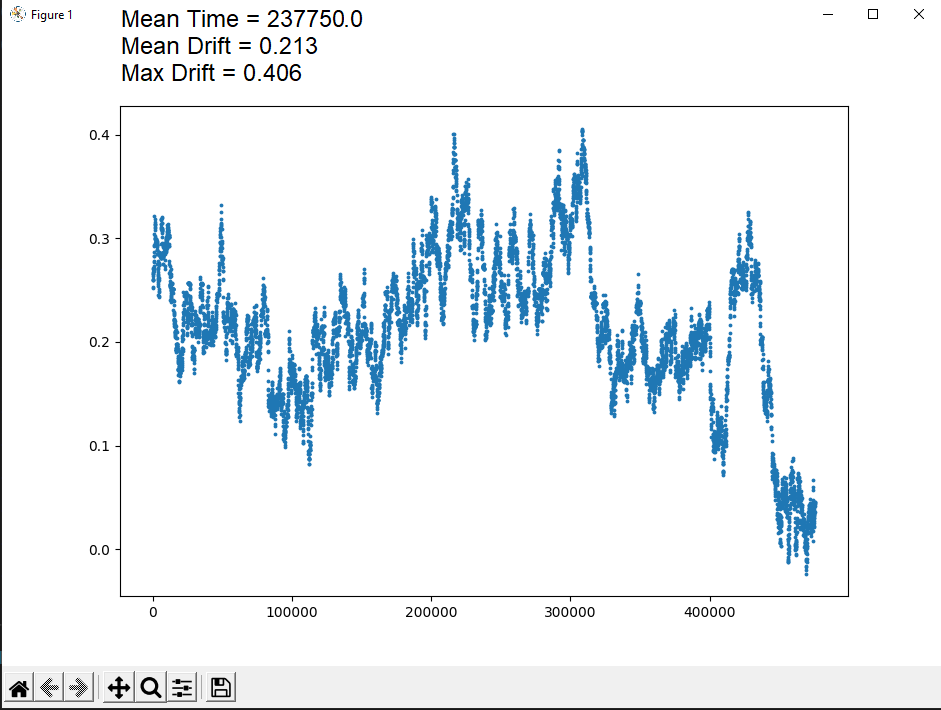 Figure 1
Mean Time = 237750.0
Mean Drift = 0.213
Max Drift = 0.406
0.4
0.3
0.2
0.1
0.0
0 100000 200000 300000 400000